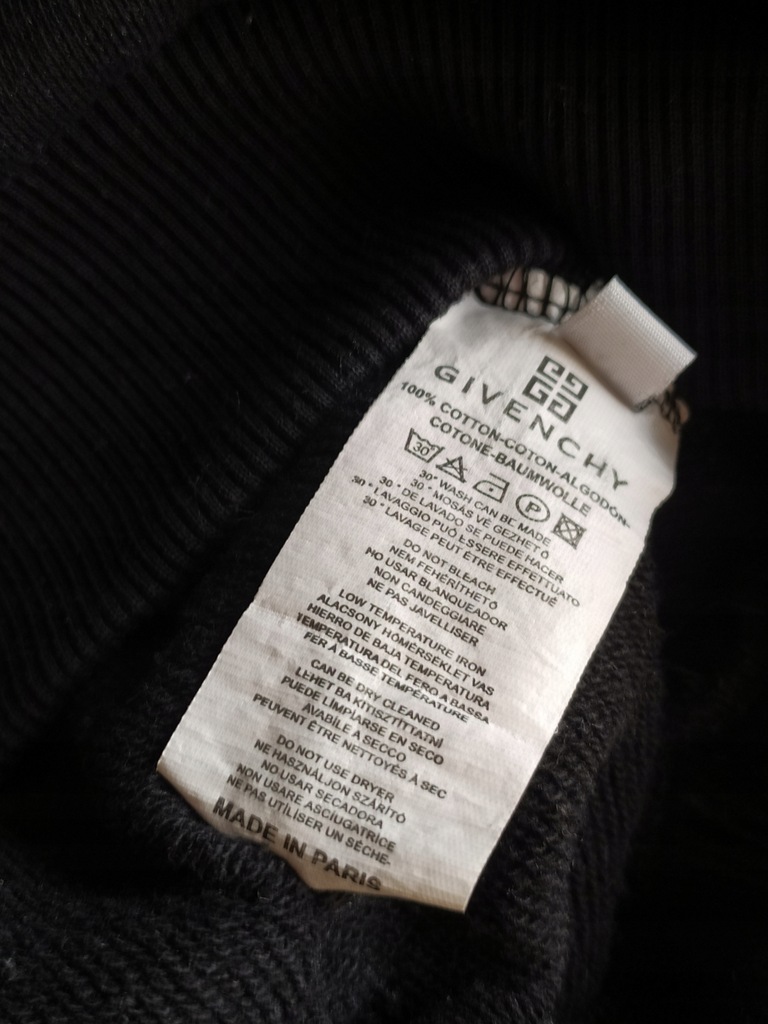 GIVENCHY
100% COTTON-COTON-ALGODÓN-
COTONE-BAUMWOLLE
30
P
30° WASH CAN BE MADE
30° MOSÁS VÉ GEZHETŐ
30° DE LAVADO SE PUEDE HACER
30° LAVAGGIO PUÓ ESSERE EFFETTUATO
30° LAVAGE PEUT ÊTRE EFFECTUÉ
DO NOT BLEACH
NEM FEHÉRÍTHETŐ
NO USAR BLANQUEADOR
NON CANDEGGIARE
NE PAS JAVELLISER
LOW TEMPERATURE IRON
ALACSONY HŐMÉRSÉKLET VAS
HIERRO DE BAJA TEMPERATURA
TEMPERATURA DEL FERO A BASSA
FER À BASSE TEMPÉRATURE
CAN BE DRY CLEANED
LEHET BA KITISZTÍTTATNI
PUEDE LIMPIARSE EN SECO
AVABILE A SECCO
PEUVENT ÊTRE NETTOYÉS À SEC
DO NOT USE DRYER
NE HASZNÁLJON SZÁRÍTÓ
NO USAR SECADORA
NON USARE ASCIUGATRICE
NE PAS UTILISER UN SÈCHE-
MADE IN PARIS